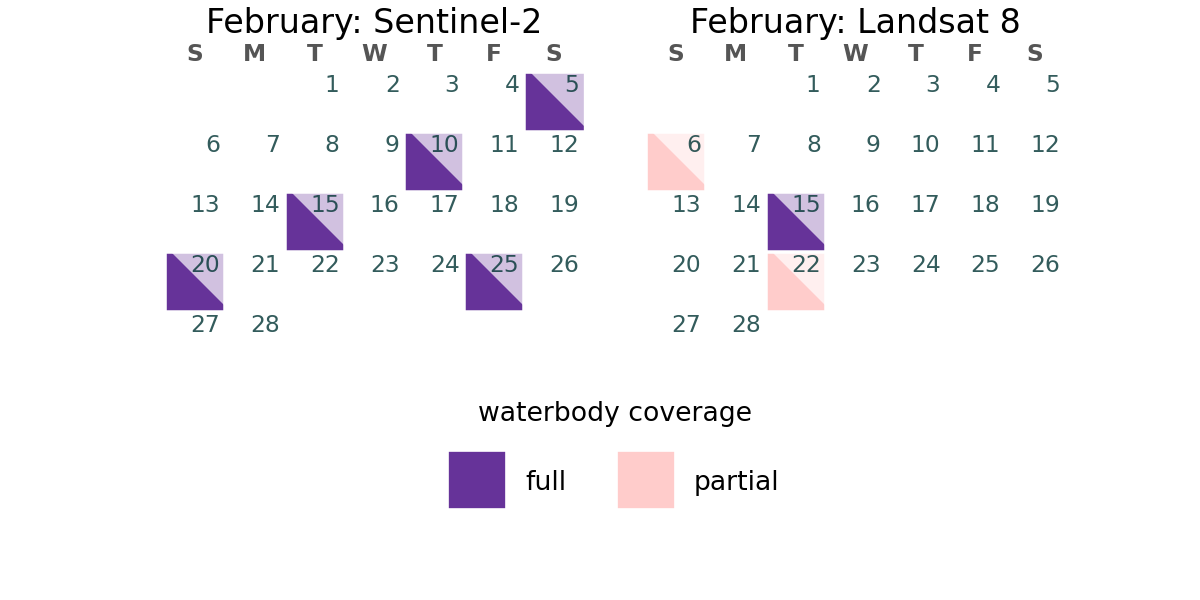 February: Sentinel-2
S M T W T F S
1 2 3 4 5
6 7 8 9 10 11 12
13 14 15 16 17 18 19
20 21 22 23 24 25 26
27 28
February: Landsat 8
S M T W T F S
1 2 3 4 5
6 7 8 9 10 11 12
13 14 15 16 17 18 19
20 21 22 23 24 25 26
27 28
waterbody coverage
full partial